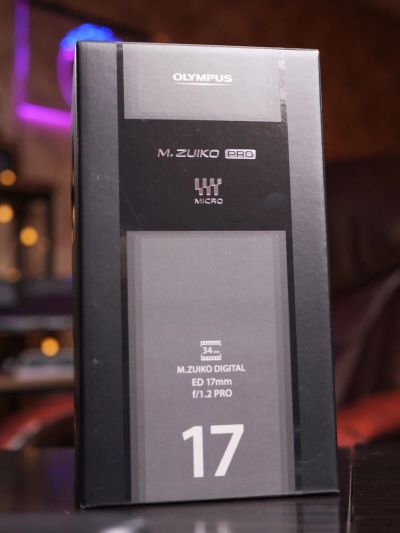 OLYMPUS
M.ZUIKO PRO
MICRO
34mm
M.ZUIKO DIGITAL
ED 17mm
f/1.2 PRO
17